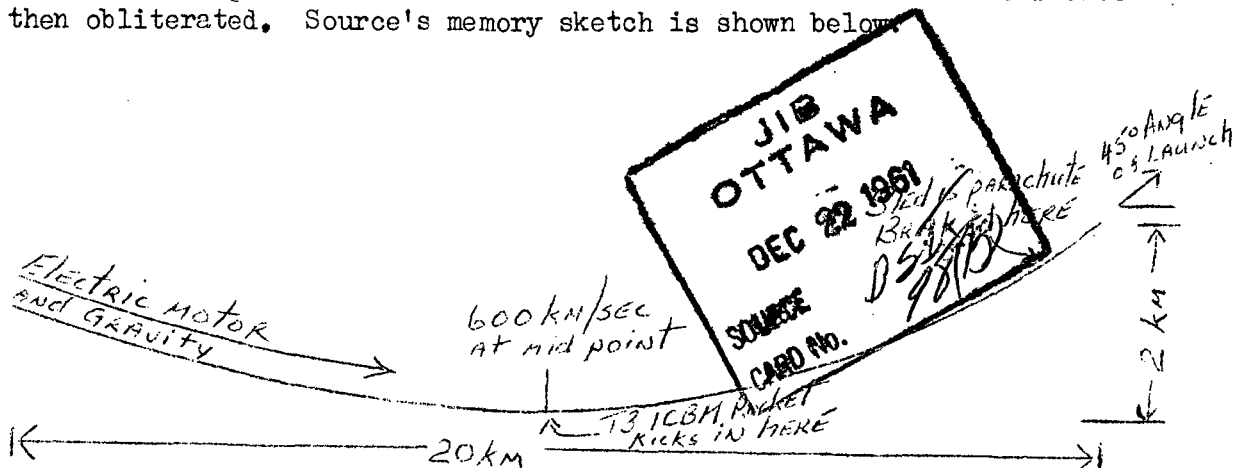 then obliterated. Source's memory sketch is shown below.
JIB
OTTAWA
DEC 22 1961
SOURCE
CARD No.
45° ANGLE
OF LAUNCH
SLED IS PARACHUTE
BRAKED HERE
ELECTRIC MOTOR
AND GRAVITY
600 KM/SEC
AT MID POINT
T3 ICBM ROCKET
KICKS IN HERE
2 KM
20 KM